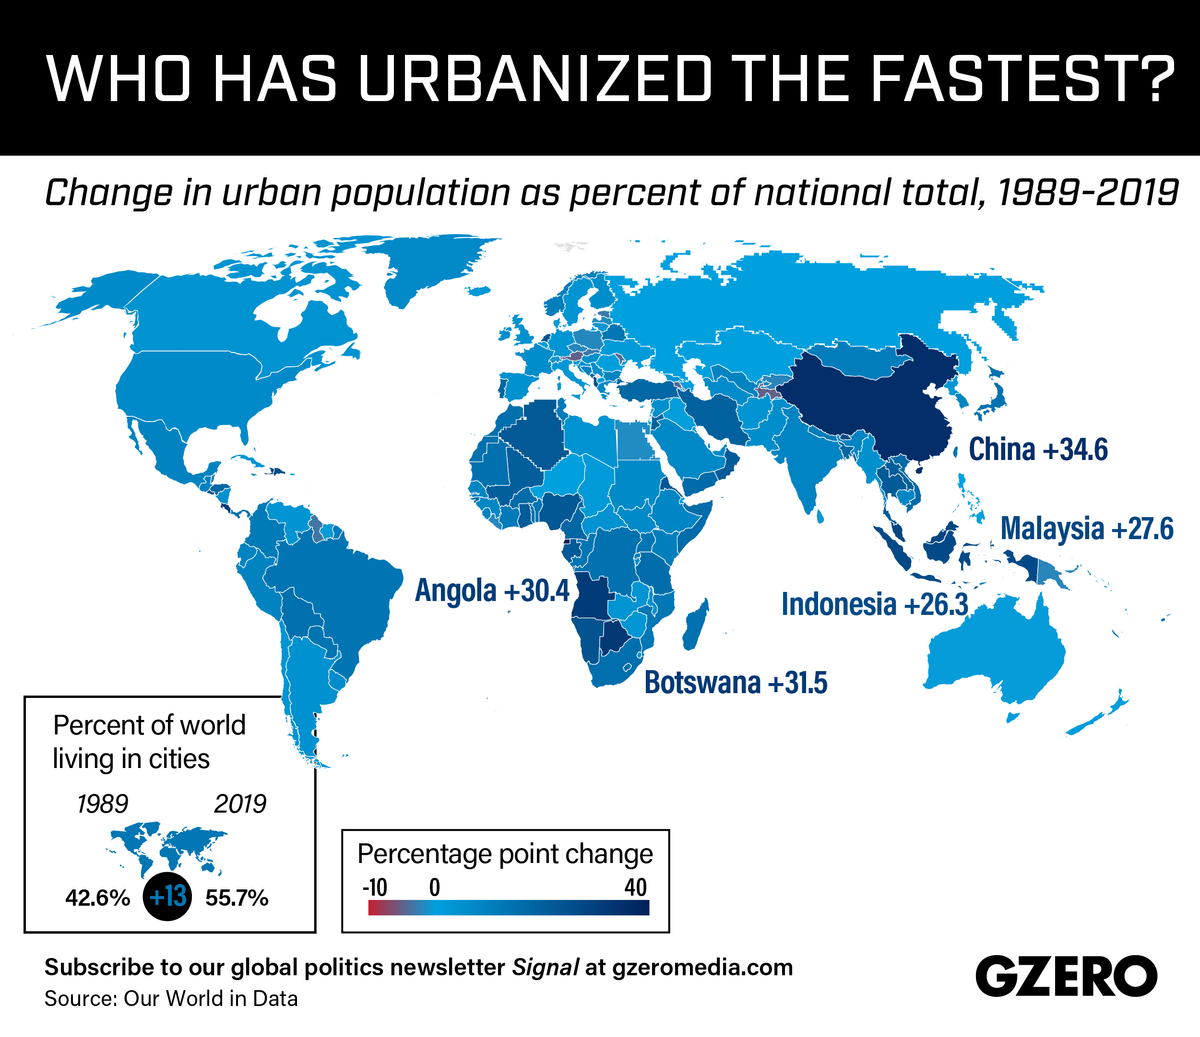 WHO HAS URBANIZED THE FASTEST?
Change in urban population as percent of national total, 1989-2019
China +34.6
Malaysia +27.6
Angola +30.4
Indonesia +26.3
Botswana +31.5
Percent of world
living in cities
1989 2019
42.6% +13 55.7%
Percentage point change
-10 0 40
Subscribe to our global politics newsletter Signal at gzeromedia.com
Source: Our World in Data
GZERO